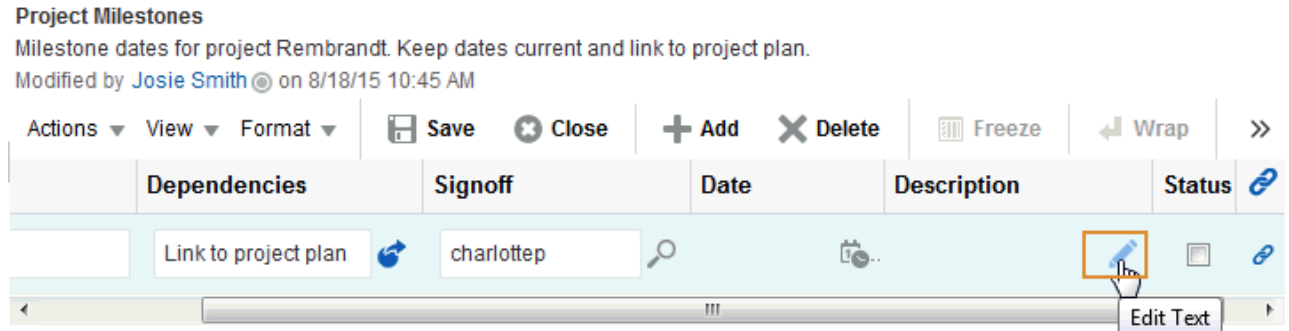 Project Milestones
Milestone dates for project Rembrandt. Keep dates current and link to project plan.
Modified by Josie Smith on 8/18/15 10:45 AM
Actions View Format Save Close Add Delete Freeze Wrap »
Dependencies Signoff Date Description Status
Link to project plan charlottep ..
Edit Text